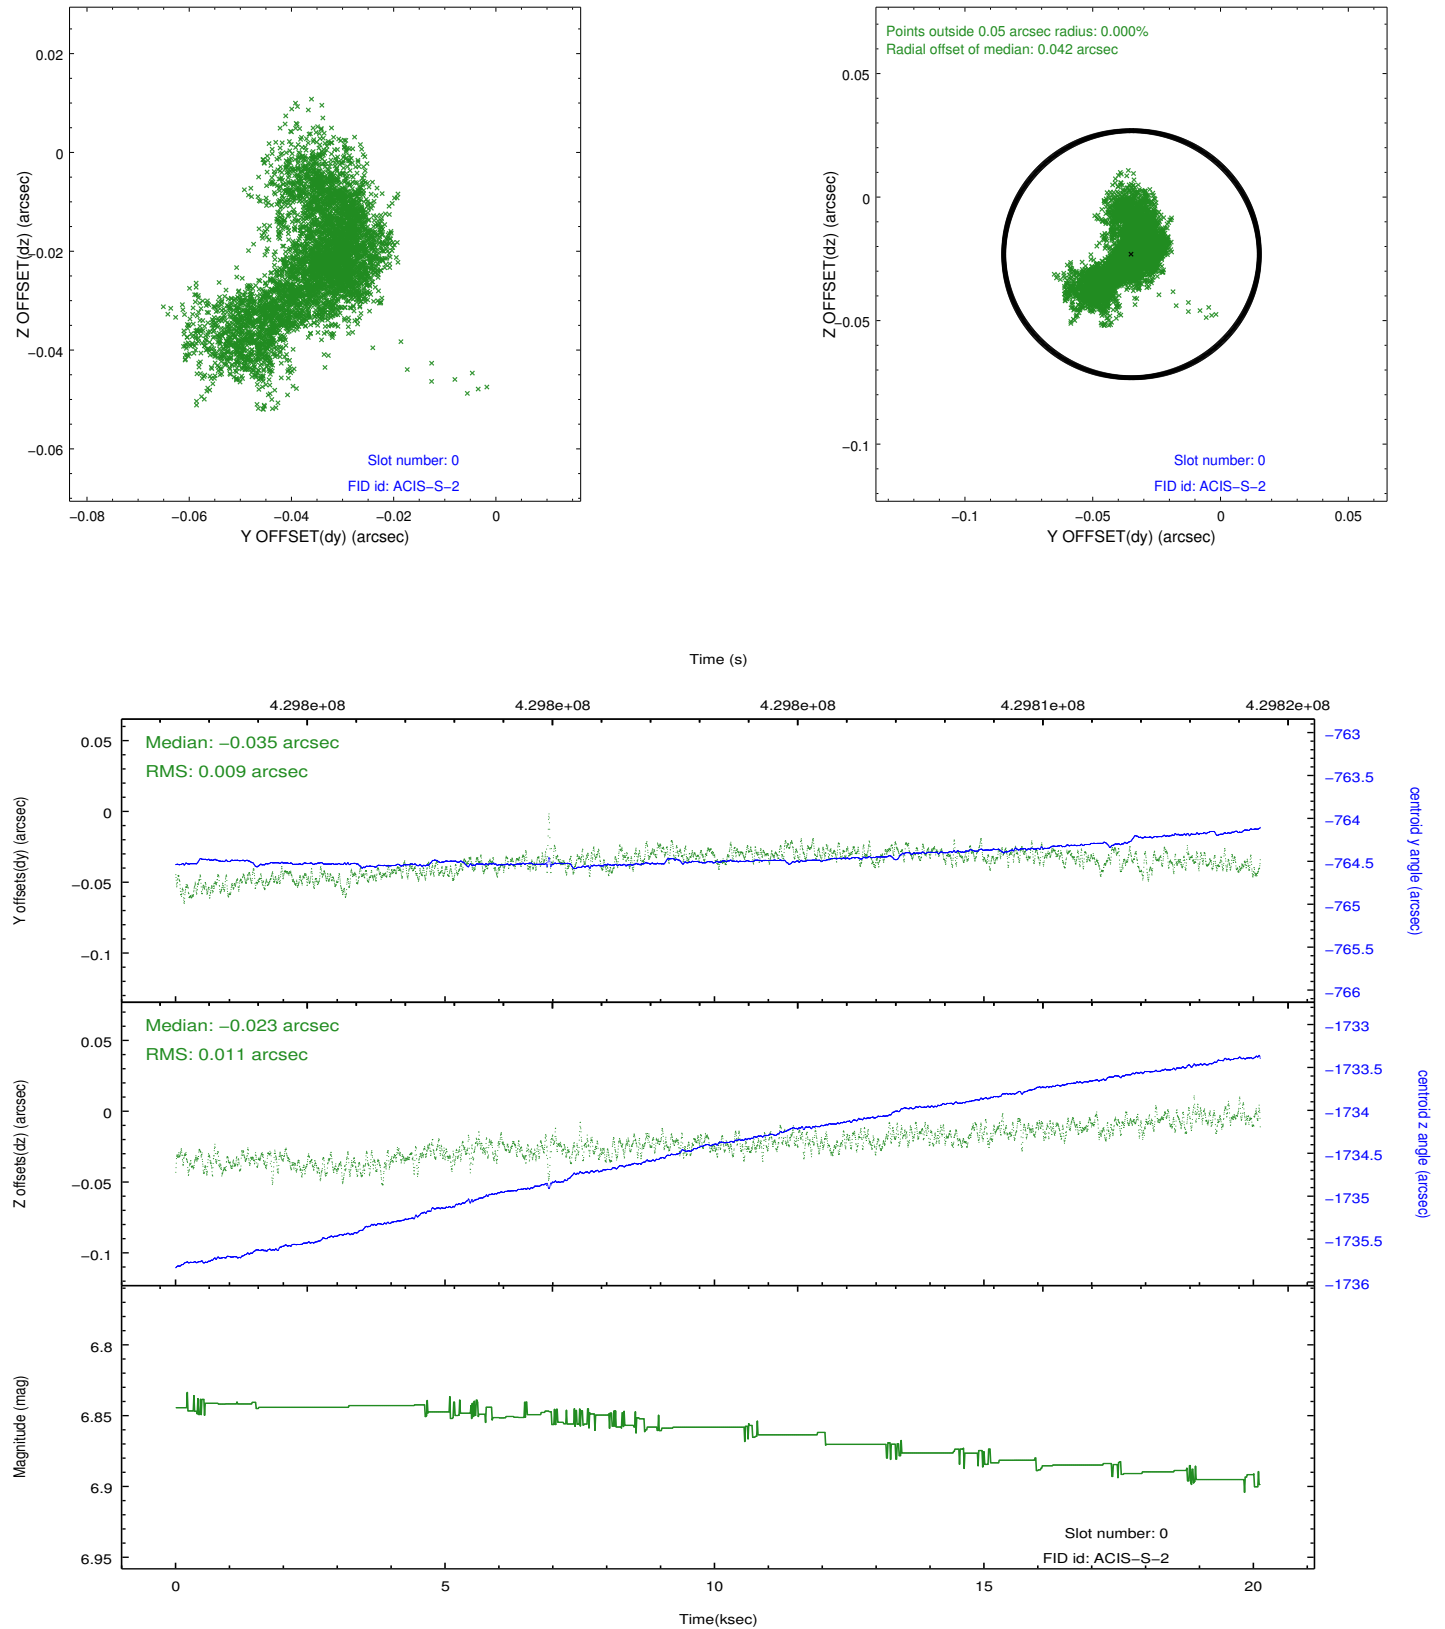 0.02
0
−0.02
−0.04
−0.06
Z OFFSET(dz) (arcsec)
Slot number: 0
FID id: ACIS−S−2
−0.08
−0.06
−0.04
−0.02
0
Y OFFSET(dy) (arcsec)
Points outside 0.05 arcsec radius: 0.000%
Radial offset of median: 0.042 arcsec
0.05
0
−0.05
−0.1
Z OFFSET(dz) (arcsec)
Slot number: 0
FID id: ACIS−S−2
−0.1
−0.05
0
0.05
Y OFFSET(dy) (arcsec)
Time (s)
4.298e+08
4.298e+08
4.298e+08
4.2981e+08
4.2982e+08
Median: −0.035 arcsec
RMS: 0.009 arcsec
0.05
0
−0.05
−0.1
Y offsets(dy) (arcsec)
−763
−763.5
−764
−764.5
−765
−765.5
−766
centroid y angle (arcsec)
Median: −0.023 arcsec
RMS: 0.011 arcsec
0.05
0
−0.05
−0.1
Z offsets(dz) (arcsec)
−1733
−1733.5
−1734
−1734.5
−1735
−1735.5
−1736
centroid z angle (arcsec)
6.8
6.85
6.9
6.95
Magnitude (mag)
Slot number: 0
FID id: ACIS−S−2
0
5
10
15
20
Time(ksec)